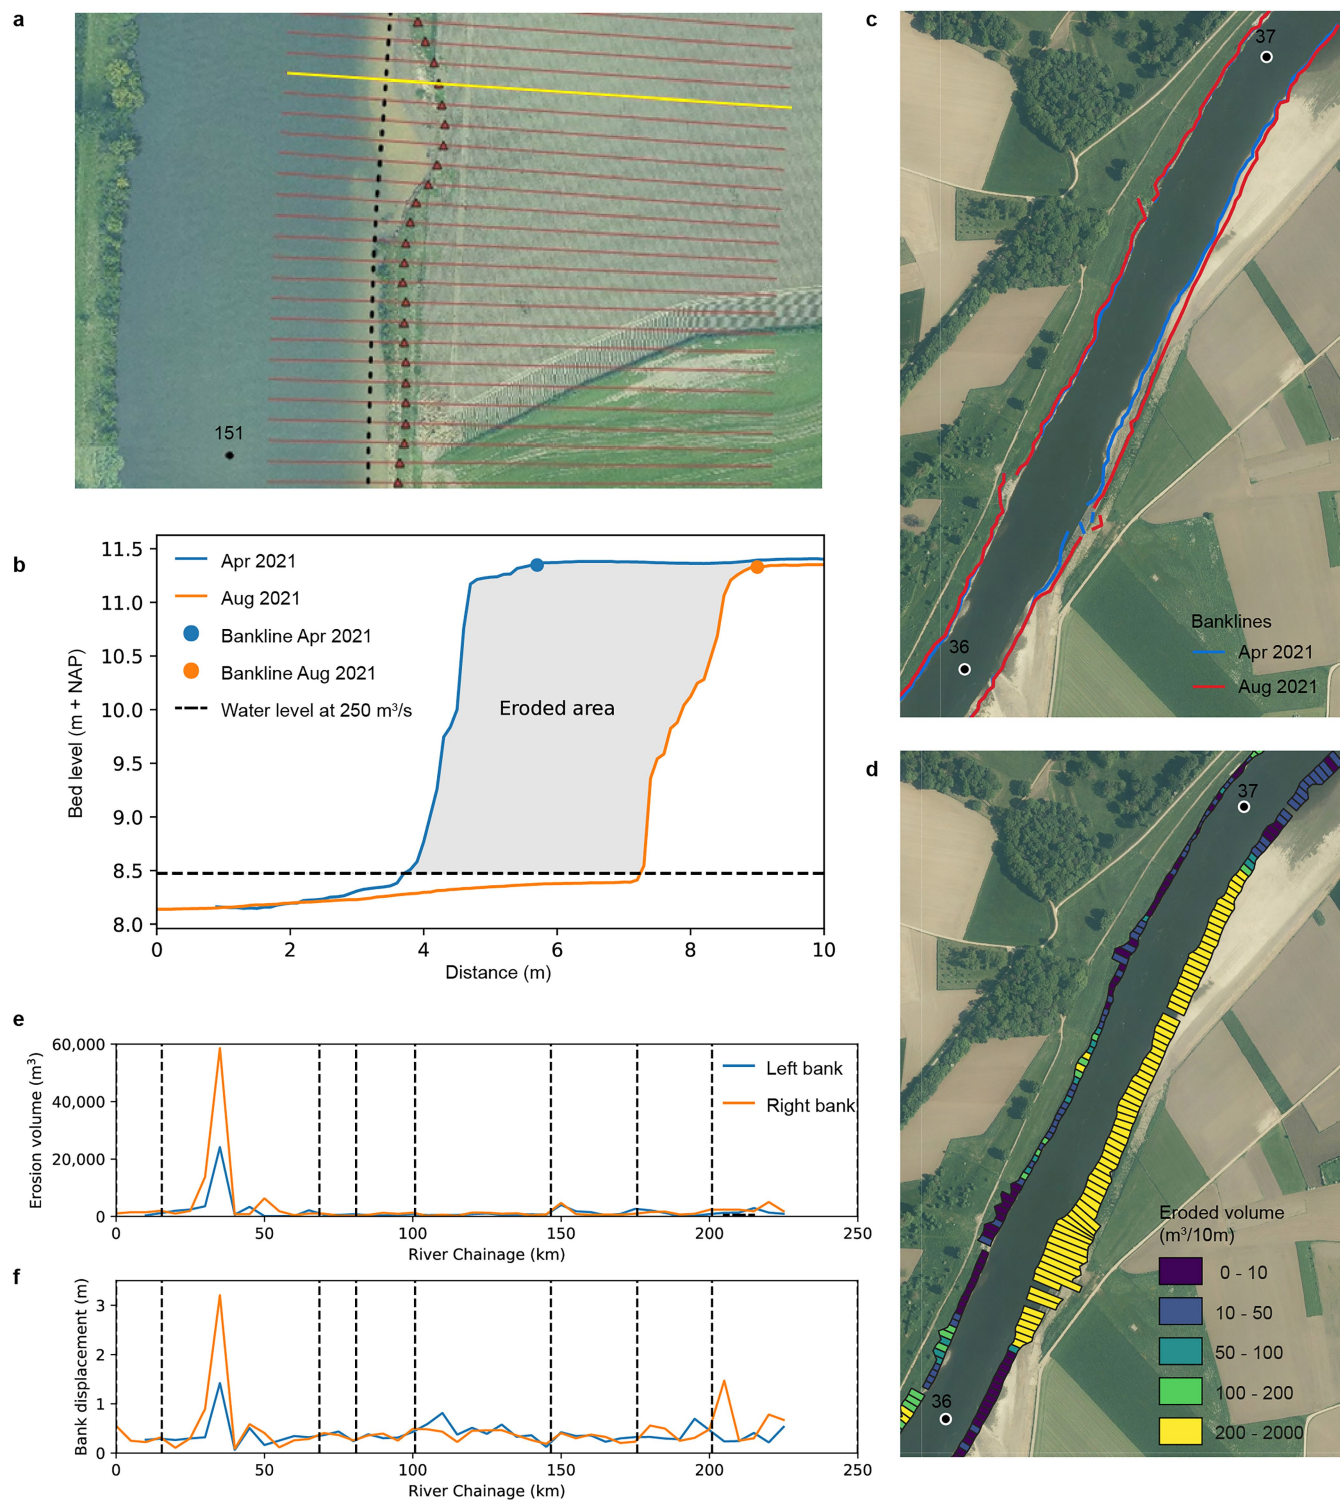 a
151
b
11.5
11.0
10.5
10.0
9.5
9.0
8.5
8.0
Bed level (m + NAP)
Apr 2021
Aug 2021
Bankline Apr 2021
Bankline Aug 2021
Water level at 250 m³/s
Eroded area
0 2 4 6 8 10
Distance (m)
c
37
36
Banklines
Apr 2021
Aug 2021
d
37
36
Eroded volume
(m³/10m)
0 - 10
10 - 50
50 - 100
100 - 200
200 - 2000
e
60,000
40,000
20,000
0
Erosion volume (m³)
Left bank
Right bank
0 50 100 150 200 250
River Chainage (km)
f
3
2
1
0
Bank displacement (m)
0 50 100 150 200 250
River Chainage (km)